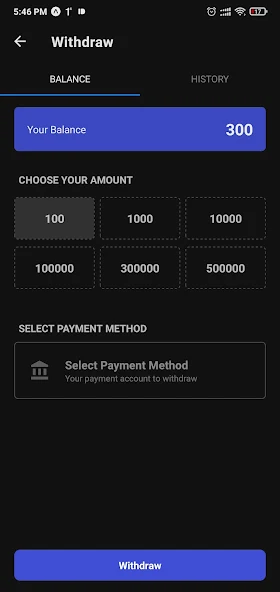 5:46 PM
17
Withdraw
BALANCE HISTORY
Your Balance 300
CHOOSE YOUR AMOUNT
100 1000 10000
100000 300000 500000
SELECT PAYMENT METHOD
Select Payment Method
Your payment account to withdraw
Withdraw